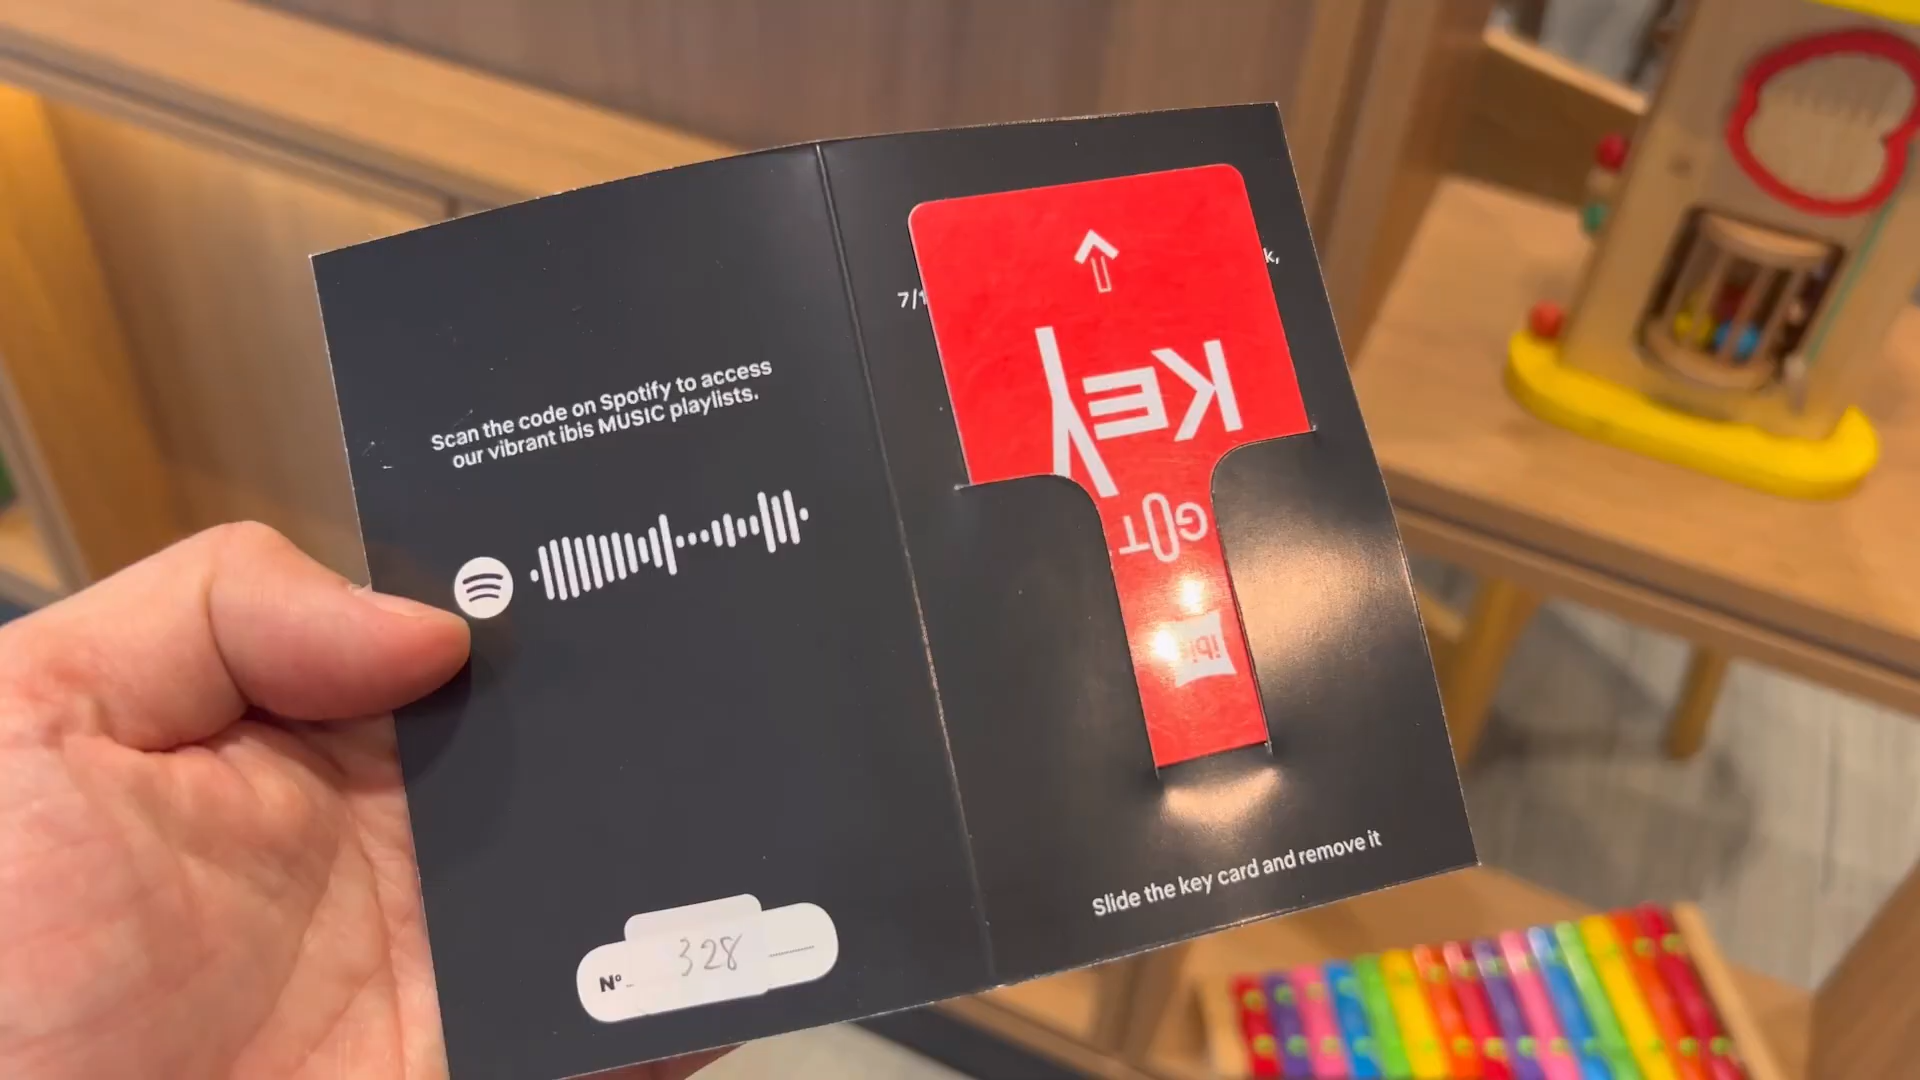 Scan the code on Spotify to access
our vibrant ibis MUSIC playlists.
Nº 328
KEY
GOT
ibis
Slide the key card and remove it